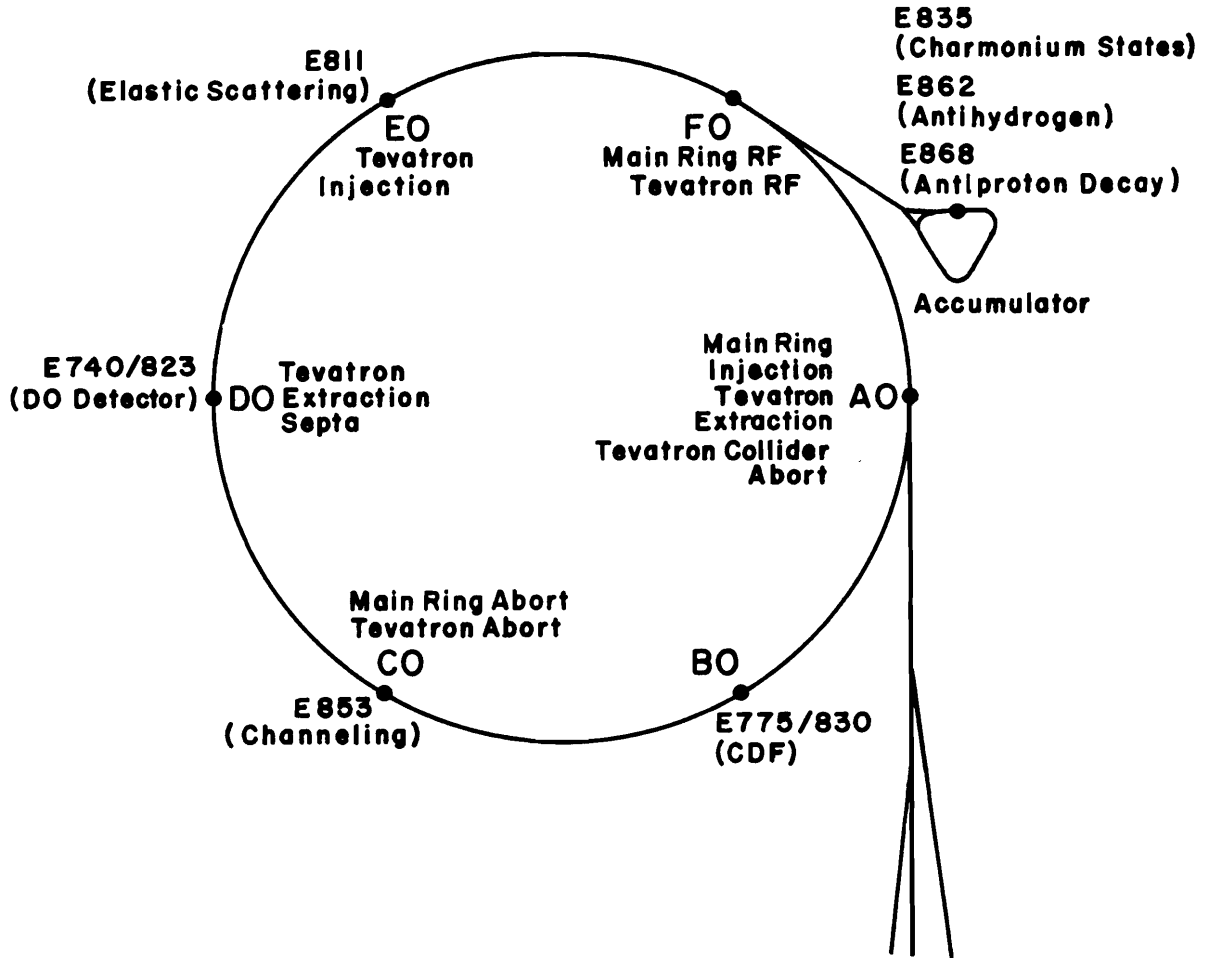 E835
(Charmonium States)
E862
(Antihydrogen)
E868
(Antiproton Decay)
Accumulator
E811
(Elastic Scattering)
EO
Tevatron
Injection
FO
Main Ring RF
Tevatron RF
E740/823
(DO Detector)
DO
Tevatron
Extraction
Septa
Main Ring
Injection
Tevatron
Extraction
Tevatron Collider
Abort
AO
Main Ring Abort
Tevatron Abort
CO
E853
(Channeling)
BO
E775/830
(CDF)